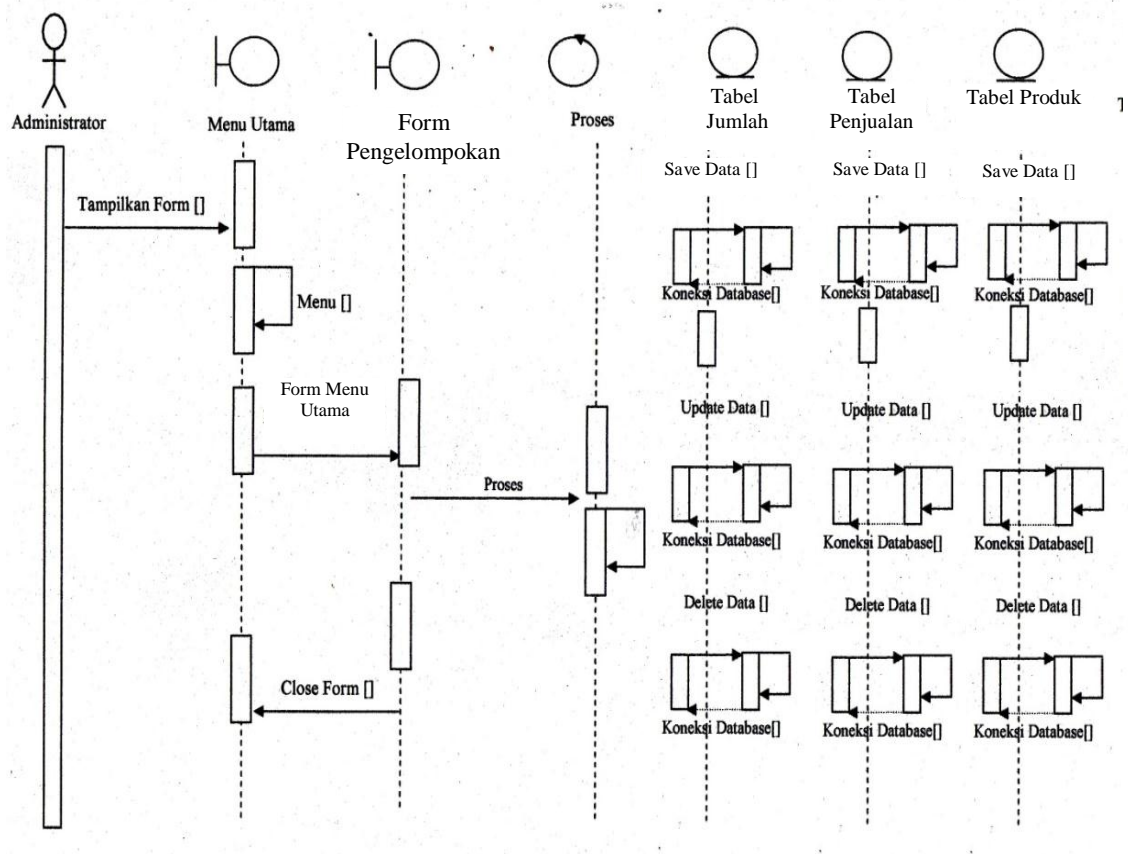 Administrator
Menu Utama
Form
Pengelompokan
Proses
Tabel
Jumlah
Tabel
Penjualan
Tabel Produk
T
Save Data []
Save Data []
Save Data []
Tampilkan Form []
Koneksi Database[]
Koneksi Database[]
Koneksi Database[]
Menu []
Form Menu
Utama
Update Data []
Update Data []
Update Data []
Proses
Koneksi Database[]
Koneksi Database[]
Koneksi Database[]
Delete Data []
Delete Data []
Delete Data []
Close Form []
Koneksi Database[]
Koneksi Database[]
Koneksi Database[]